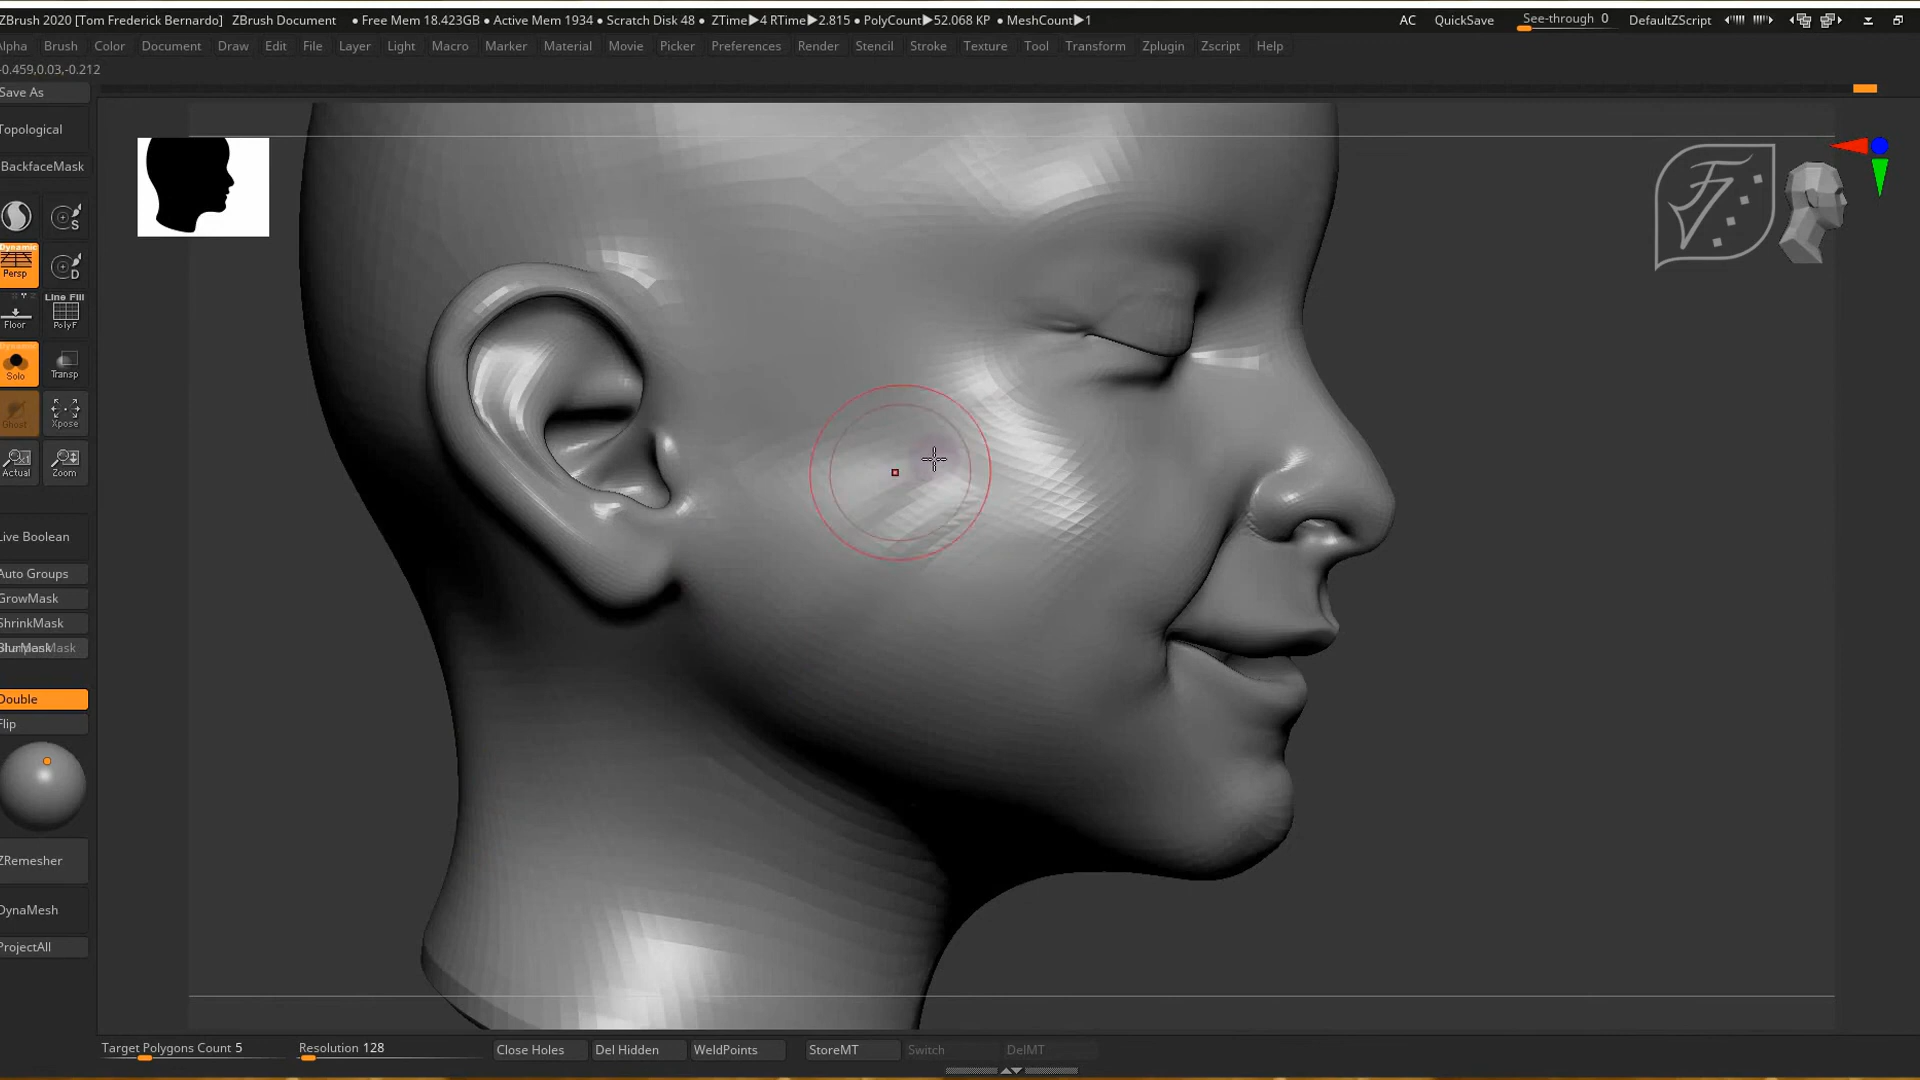 ZBrush 2020 [Tom Frederick Bernardo] ZBrush Document ● Free Mem 18.423GB ● Active Mem 1934 ● Scratch Disk 48 ● ZTime▶4 RTime▶2.815 ● PolyCount▶52.068 KP ● MeshCount▶1 AC QuickSave See-through 0 DefaultZScript
Alpha Brush Color Document Draw Edit File Layer Light Macro Marker Material Movie Picker Preferences Render Stencil Stroke Texture Tool Transform Zplugin Zscript Help
-0.459,0.03,-0.212
Save As
Topological
BackfaceMask
S
Dynamic
Persp
D
Line Fill
Floor PolyF
Solo Transp
Ghost Xpose
Actual Zoom
Live Boolean
Auto Groups
GrowMask
ShrinkMask
BlurMask
Double
Flip
ZRemesher
DynaMesh
ProjectAll
Target Polygons Count 5 Resolution 128 Close Holes Del Hidden WeldPoints StoreMT Switch DelMT